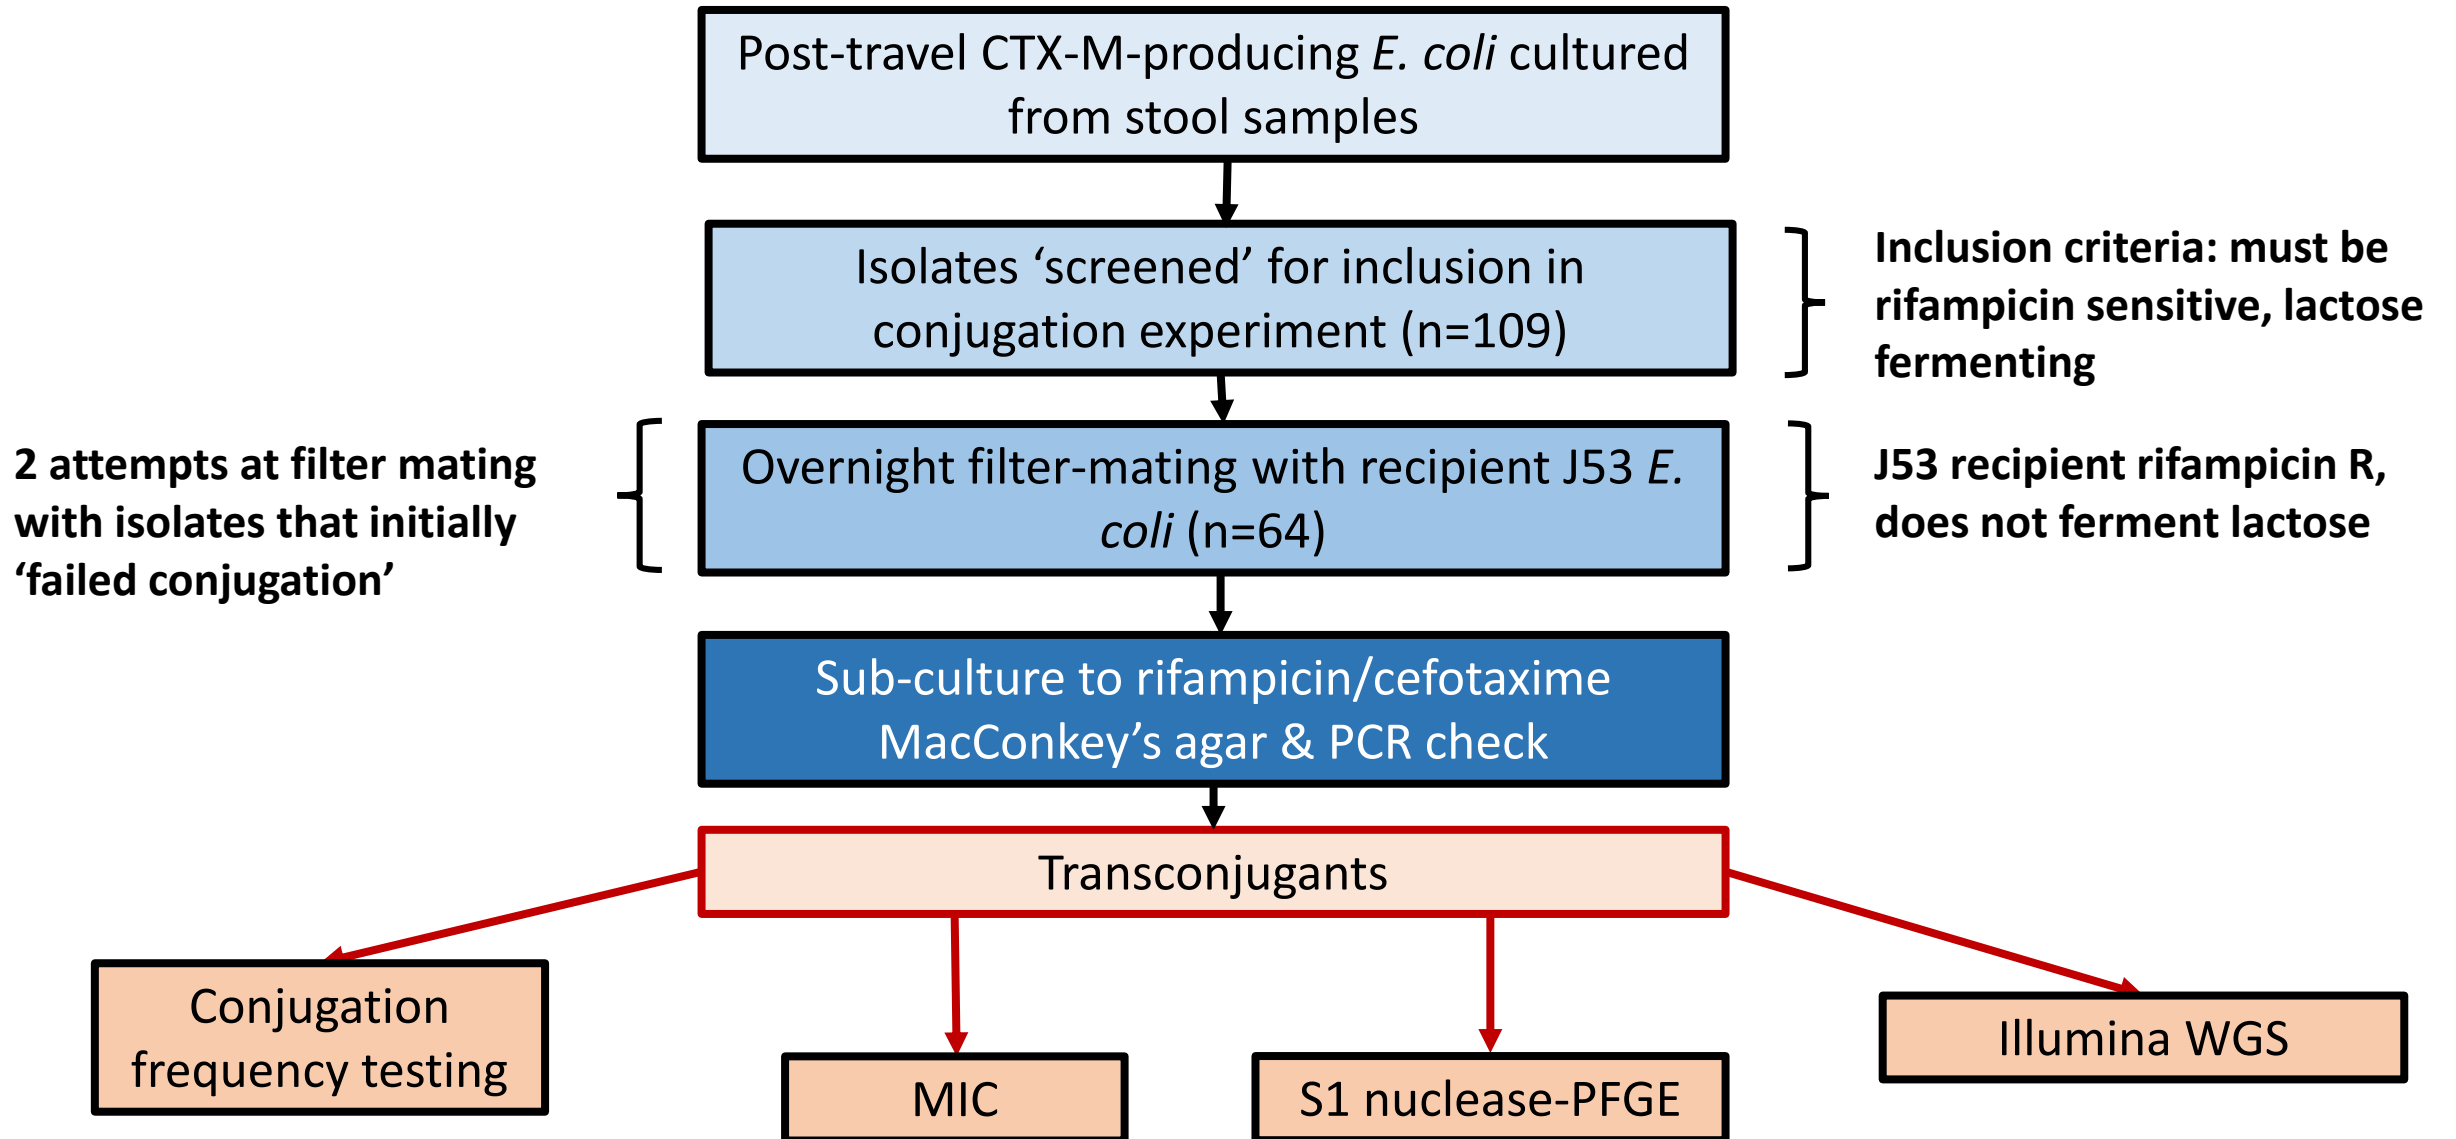 Post-travel CTX-M-producing E. coli cultured
from stool samples
Isolates ‘screened’ for inclusion in
conjugation experiment (n=109)
Inclusion criteria: must be
rifampicin sensitive, lactose
fermenting
2 attempts at filter mating
with isolates that initially
‘failed conjugation’
Overnight filter-mating with recipient J53 E.
coli (n=64)
J53 recipient rifampicin R,
does not ferment lactose
Sub-culture to rifampicin/cefotaxime
MacConkey’s agar & PCR check
Transconjugants
Conjugation
frequency testing
MIC
S1 nuclease-PFGE
Illumina WGS